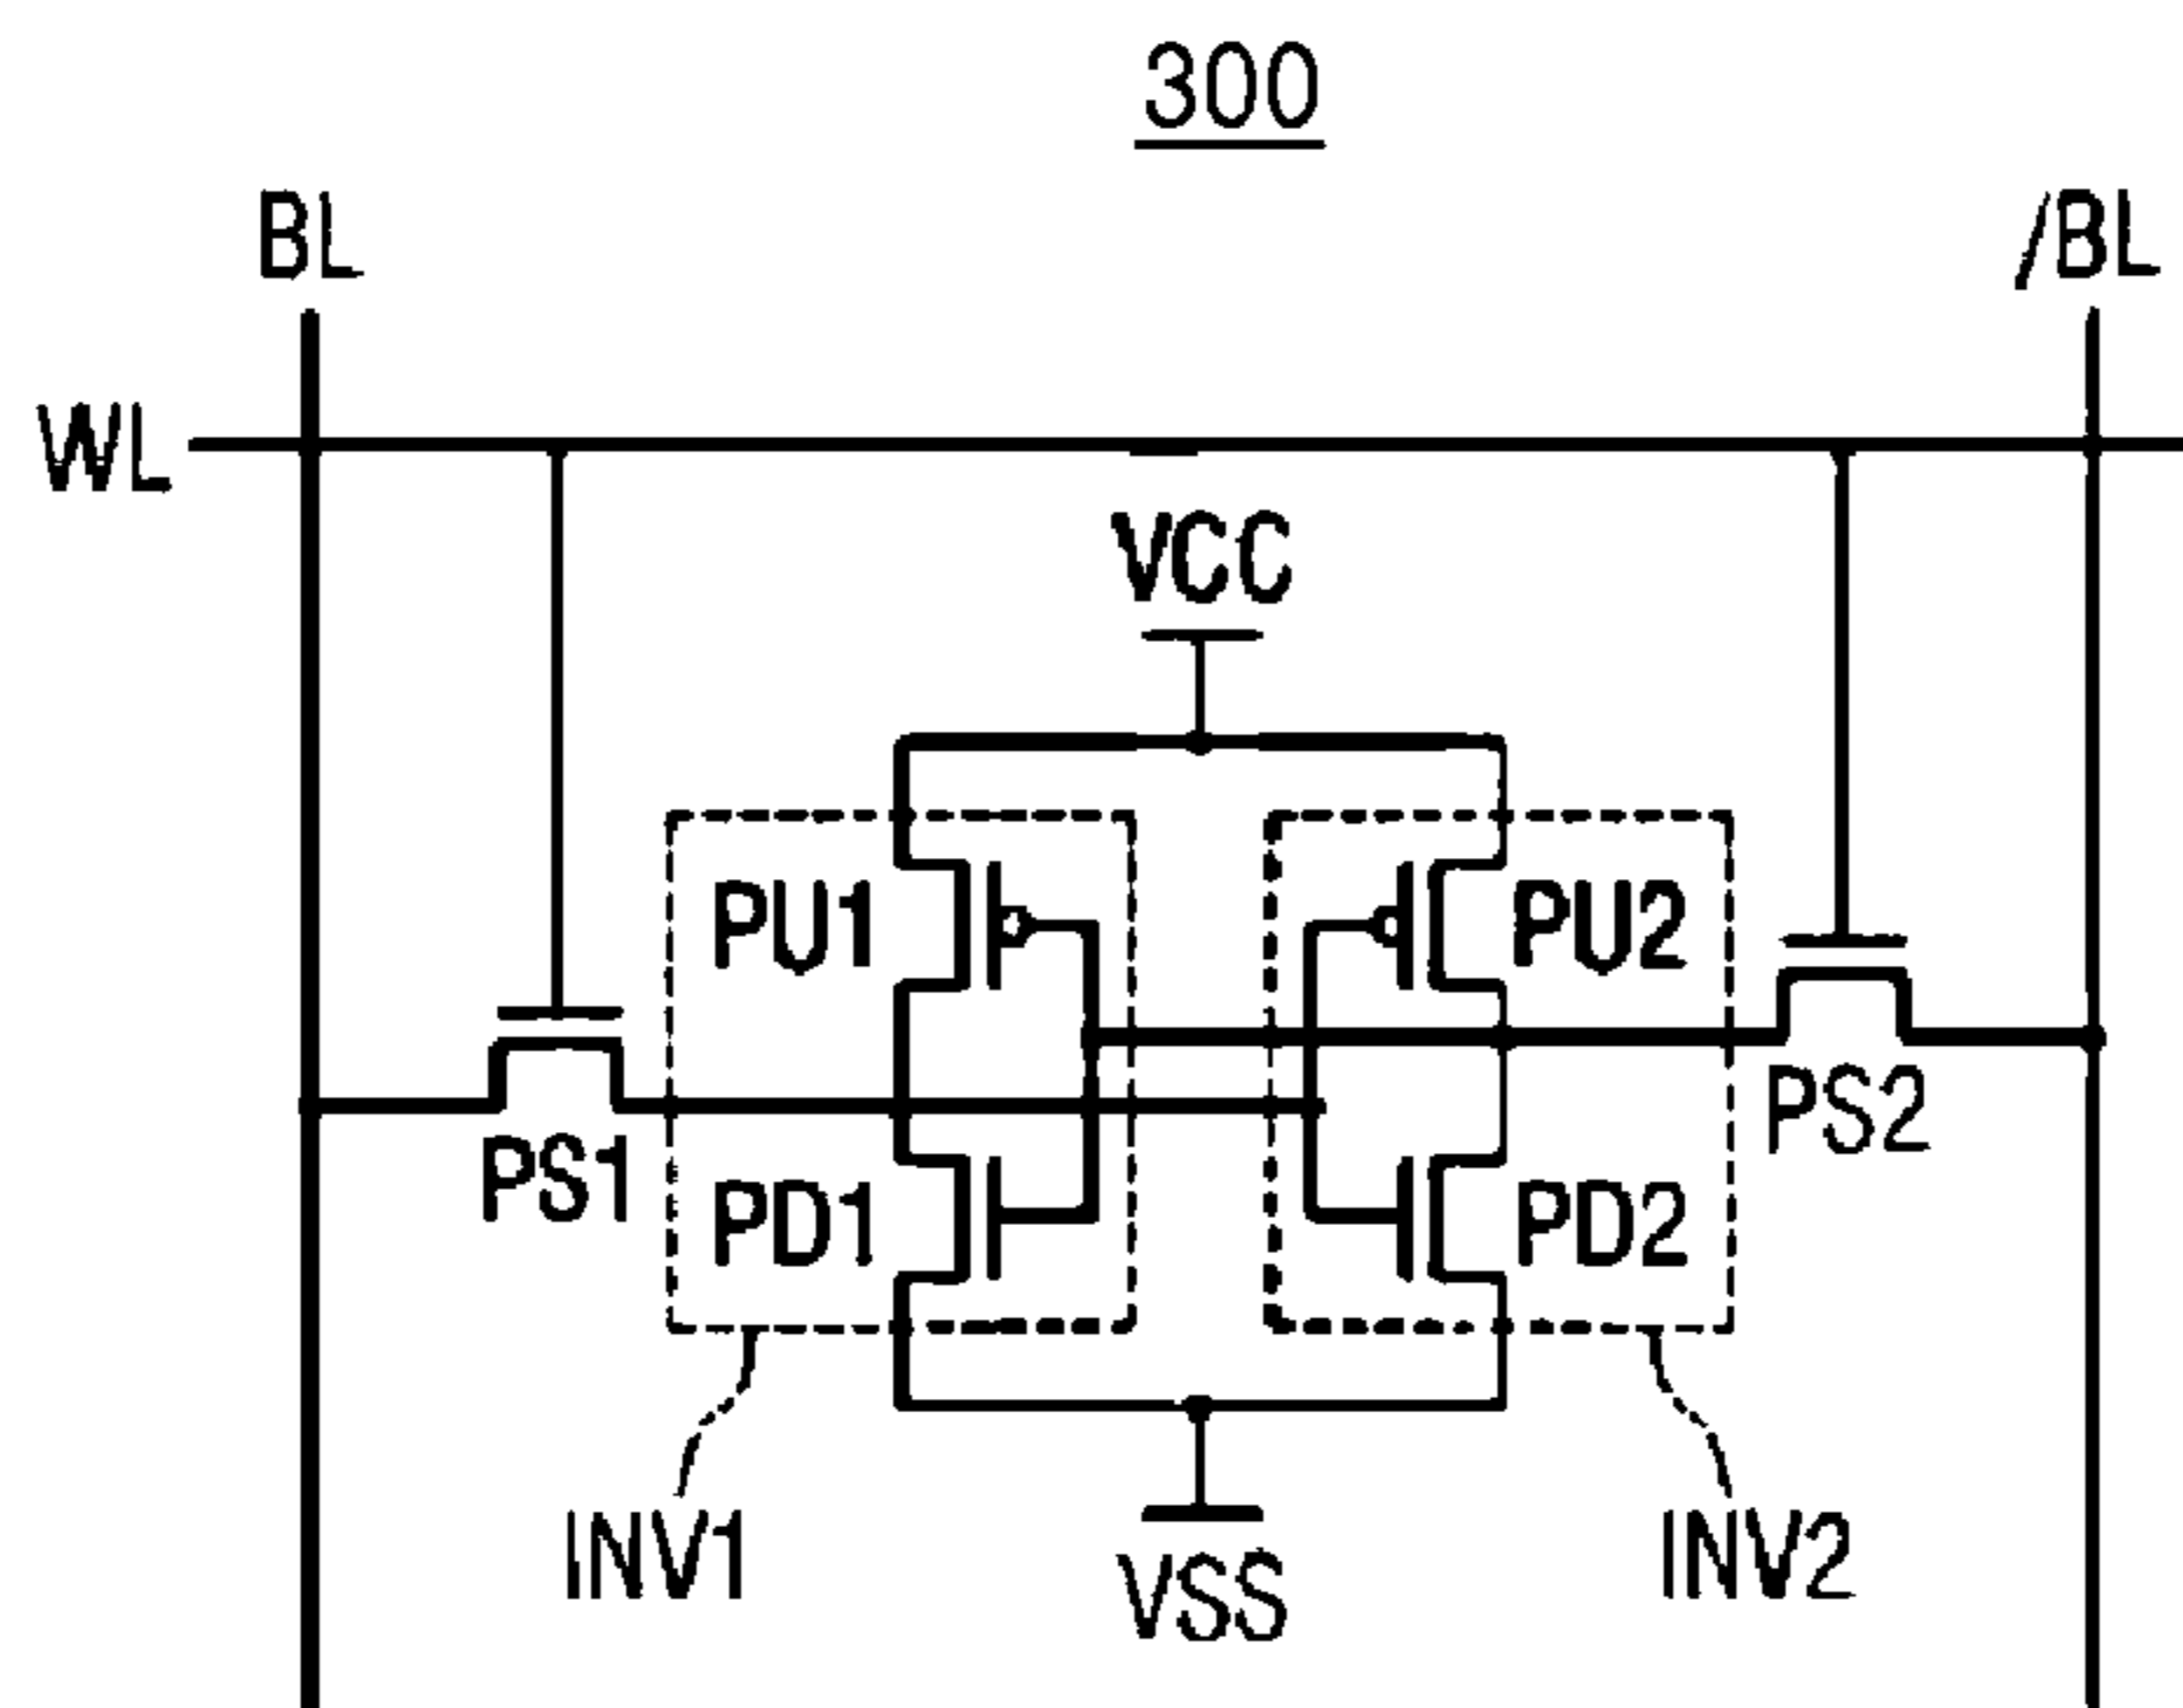 300
BL
/BL
WL
VCC
PU1
PU2
PS1
PS2
PD1
PD2
INV1
INV2
VSS